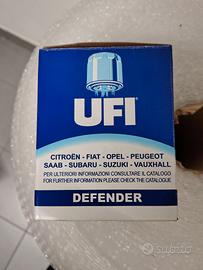 UFI
CITROËN - FIAT - OPEL - PEUGEOT
SAAB - SUBARU - SUZUKI - VAUXHALL
PER ULTERIORI INFORMAZIONI CONSULTARE IL CATALOGO
FOR FURTHER INFORMATION PLEASE CHECK THE CATALOGUE
DEFENDER
subito